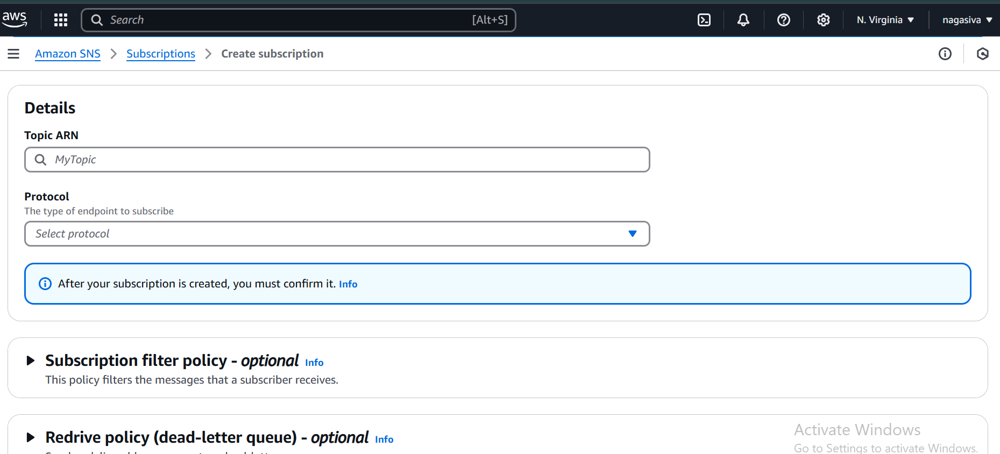 aws Search [Alt+S] N. Virginia nagasiva
Amazon SNS Subscriptions Create subscription
Details
Topic ARN
MyTopic
Protocol
The type of endpoint to subscribe
Select protocol
After your subscription is created, you must confirm it. Info
Subscription filter policy - optional Info
This policy filters the messages that a subscriber receives.
Redrive policy (dead-letter queue) - optional Info
Activate Windows
Go to Settings to activate Windows.